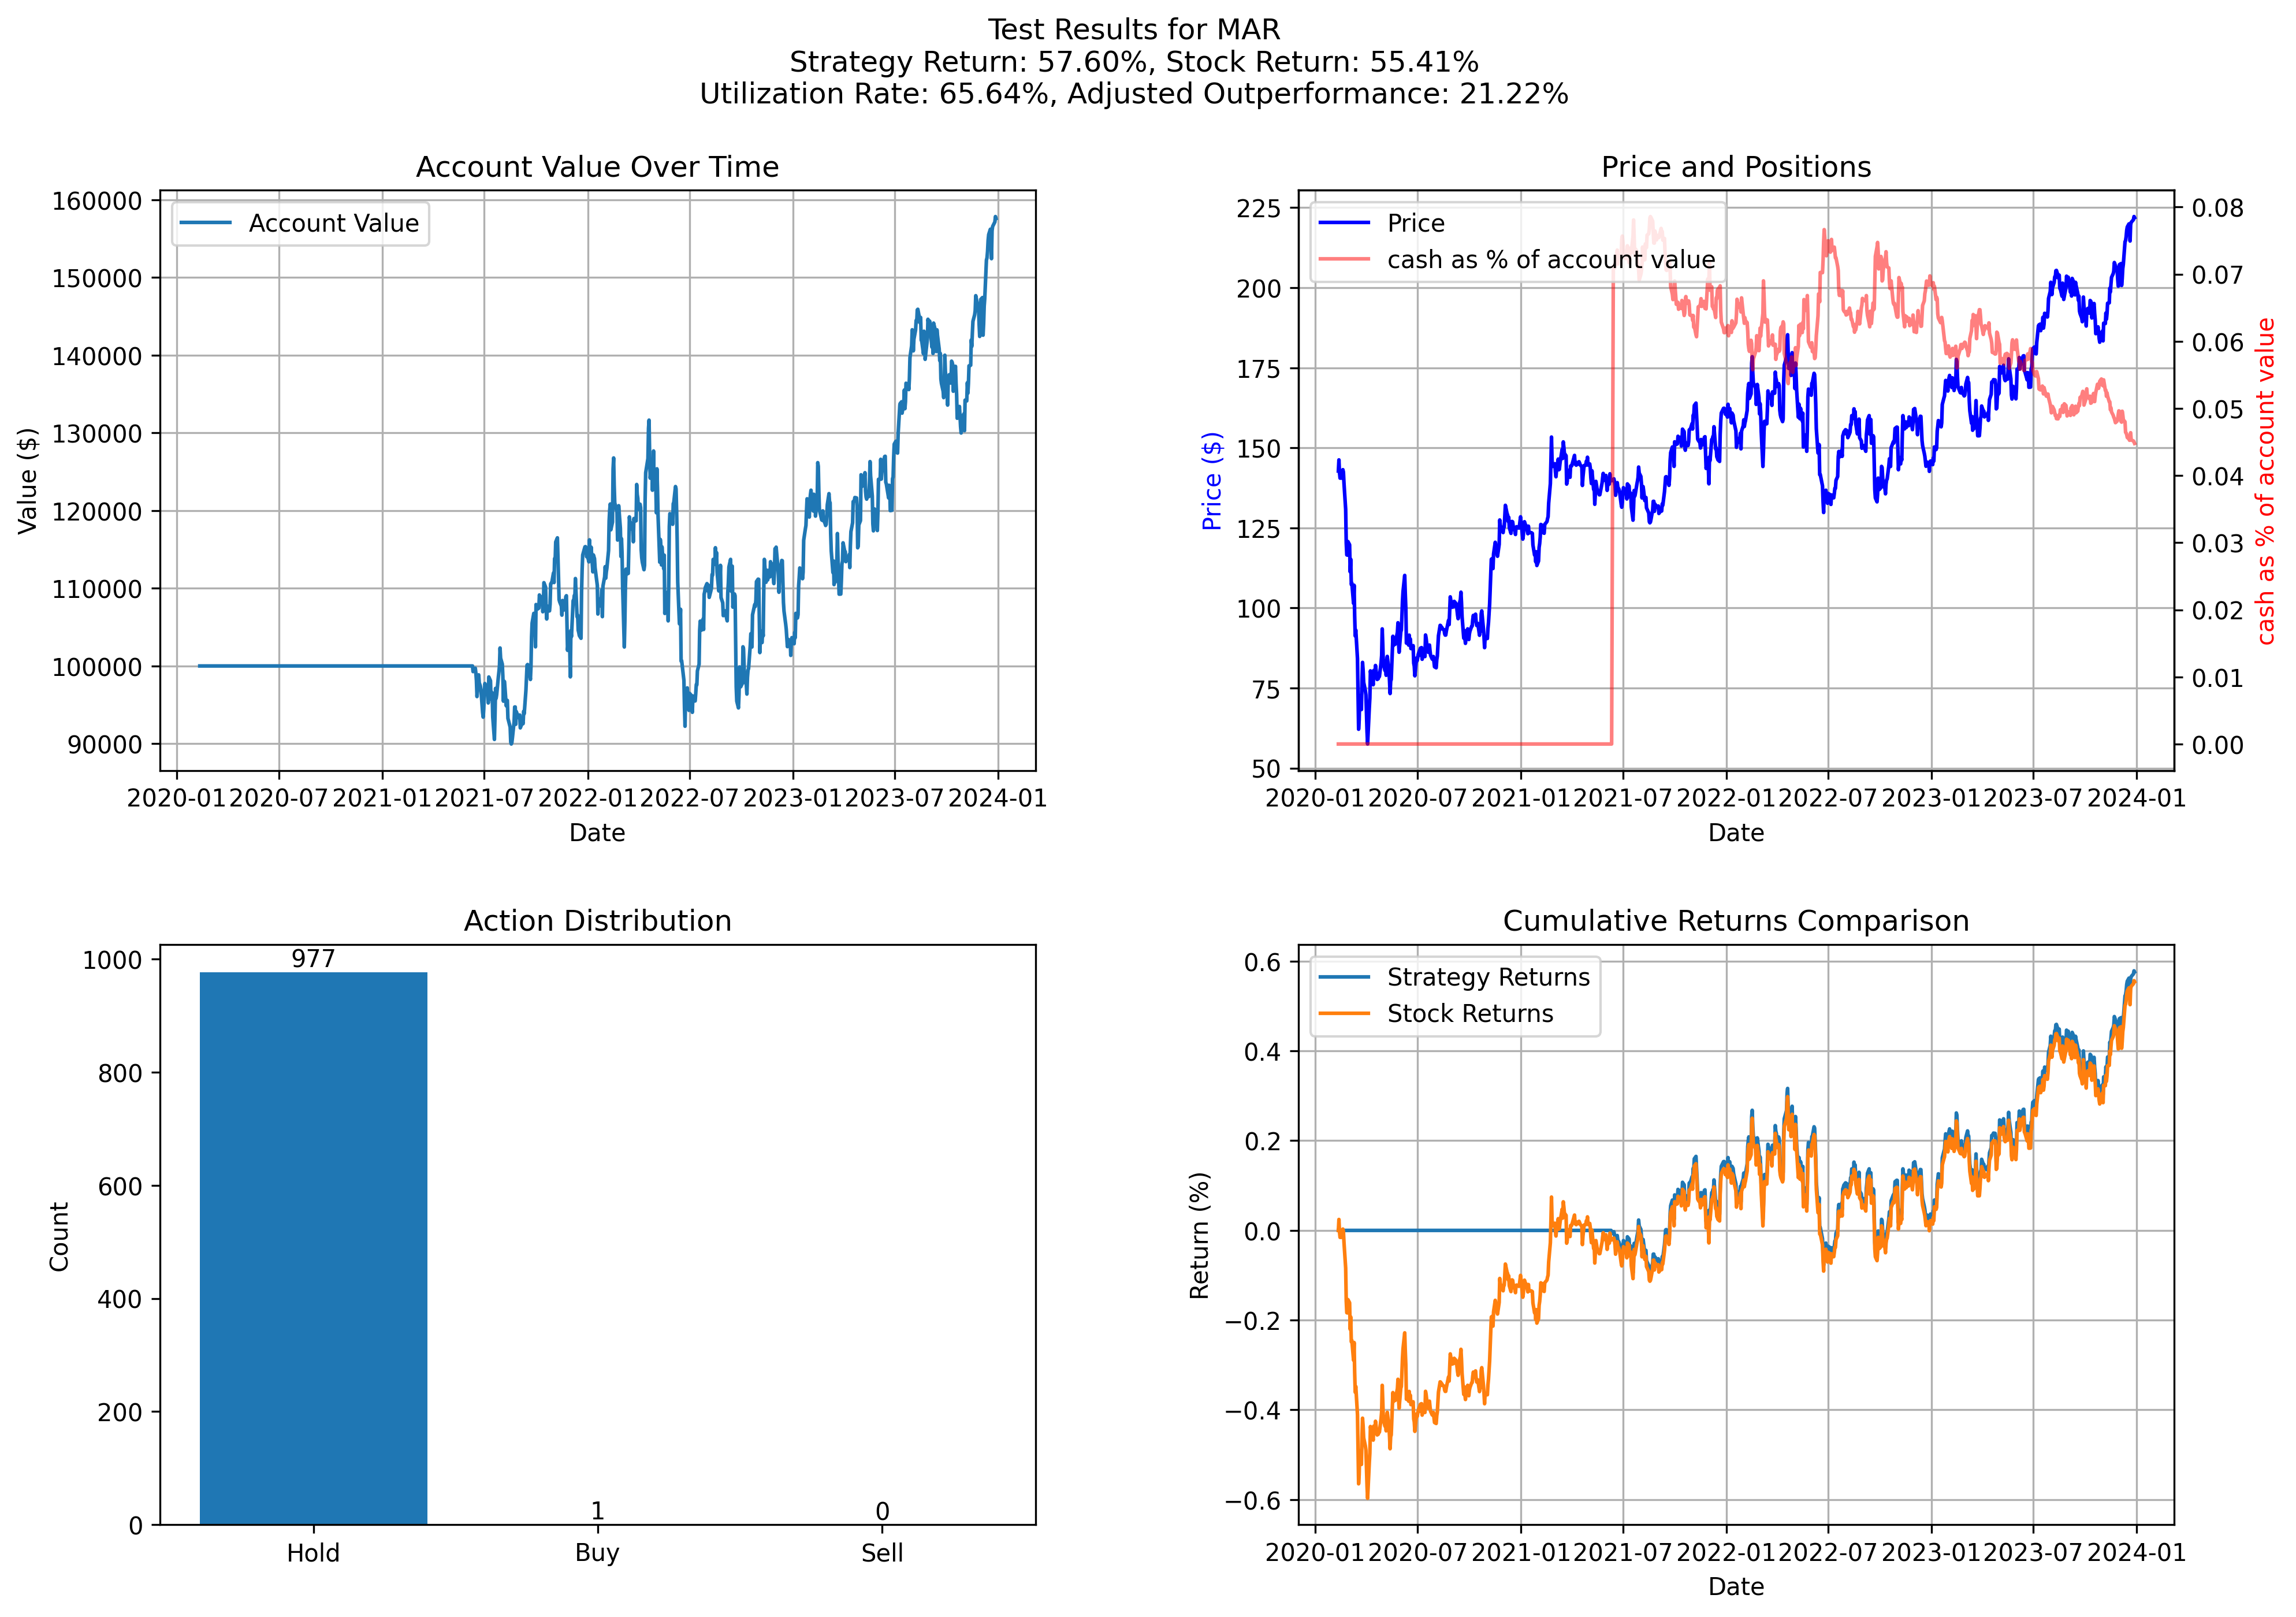 Test Results for MAR
Strategy Return: 57.60%, Stock Return: 55.41%
Utilization Rate: 65.64%, Adjusted Outperformance: 21.22%
Account Value Over Time
Account Value
160000
150000
140000
130000
120000
110000
100000
90000
Value ($)
2020-01 2020-07 2021-01 2021-07 2022-01 2022-07 2023-01 2023-07 2024-01
Date
Price and Positions
Price
cash as % of account value
225
200
175
150
125
100
75
50
Price ($)
0.08
0.07
0.06
0.05
0.04
0.03
0.02
0.01
0.00
cash as % of account value
2020-01 2020-07 2021-01 2021-07 2022-01 2022-07 2023-01 2023-07 2024-01
Date
Action Distribution
1000
800
600
400
200
0
Count
977
1
0
Hold Buy Sell
Cumulative Returns Comparison
Strategy Returns
Stock Returns
0.6
0.4
0.2
0.0
−0.2
−0.4
−0.6
Return (%)
2020-01 2020-07 2021-01 2021-07 2022-01 2022-07 2023-01 2023-07 2024-01
Date